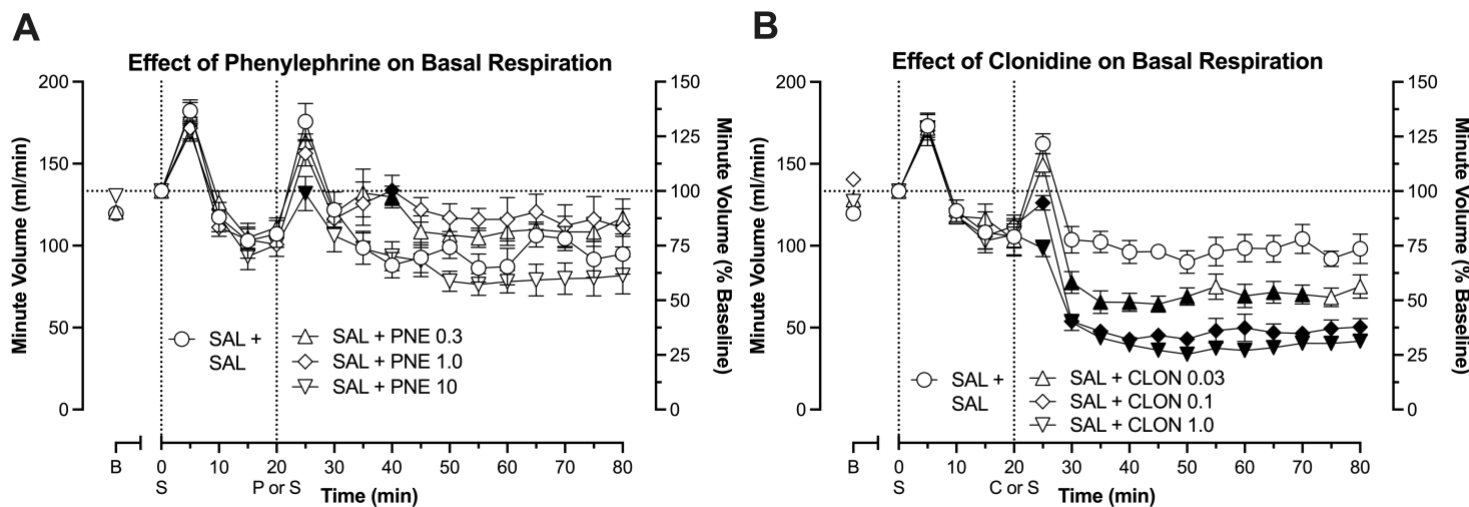 A
Effect of Phenylephrine on Basal Respiration
Minute Volume (ml/min)
200
150
100
50
0
150
125
100
75
50
25
0
Minute Volume (% Baseline)
SAL +
SAL
SAL + PNE 0.3
SAL + PNE 1.0
SAL + PNE 10
B
0
10
20
30
40
50
60
70
80
S
P or S
Time (min)
B
Effect of Clonidine on Basal Respiration
Minute Volume (ml/min)
200
150
100
50
0
150
125
100
75
50
25
0
Minute Volume (% Baseline)
SAL +
SAL
SAL + CLON 0.03
SAL + CLON 0.1
SAL + CLON 1.0
B
0
10
20
30
40
50
60
70
80
S
C or S
Time (min)